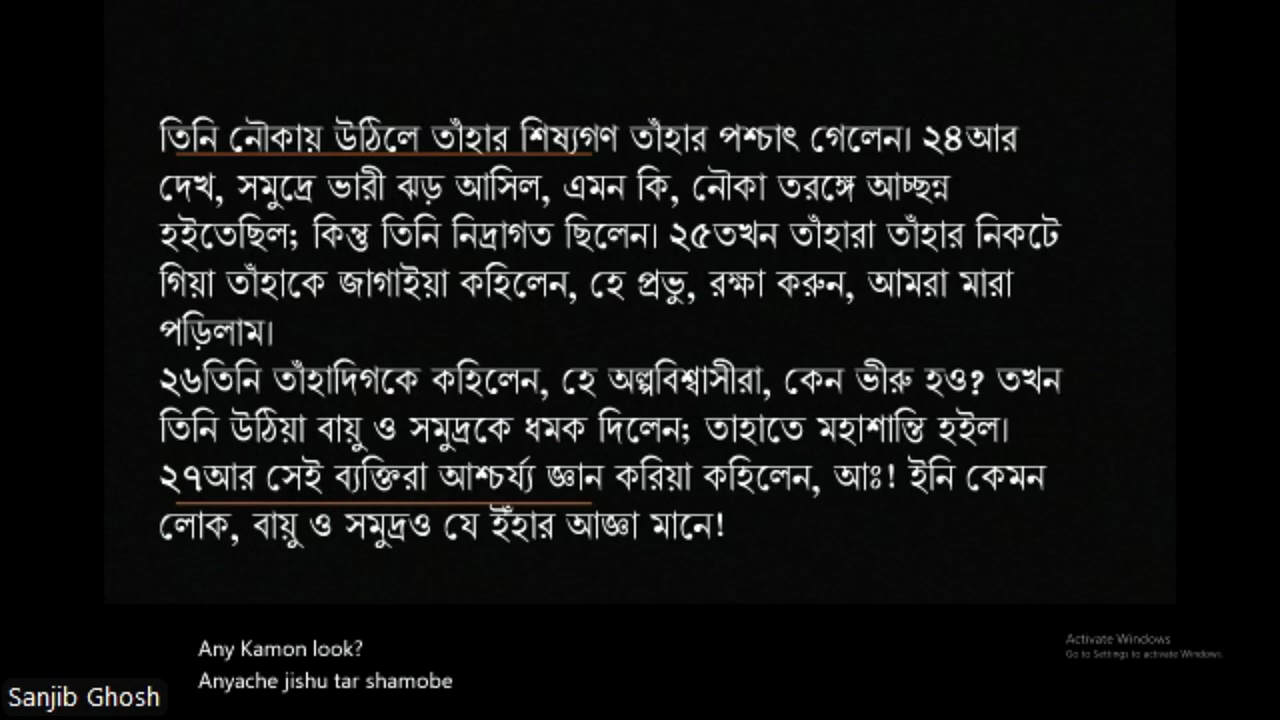 তিনি নৌকায় উঠিলে তাঁহার শিষ্যগণ তাঁহার পশ্চাৎ গেলেন। ২৪আর
দেখ, সমুদ্রে ভারী ঝড় আসিল, এমন কি, নৌকা তরঙ্গে আচ্ছন্ন
হইতেছিল; কিন্তু তিনি নিদ্রাগত ছিলেন। ২৫তখন তাঁহারা তাঁহার নিকটে
গিয়া তাঁহাকে জাগাইয়া কহিলেন, হে প্রভু, রক্ষা করুন, আমরা মারা
পড়িলাম।
২৬তিনি তাঁহাদিগকে কহিলেন, হে অল্পবিশ্বাসীরা, কেন ভীরু হও? তখন
তিনি উঠিয়া বায়ু ও সমুদ্রকে ধমক দিলেন; তাহাতে মহাশান্তি হইল।
২৭আর সেই ব্যক্তিরা আশ্চর্য্য জ্ঞান করিয়া কহিলেন, আঃ! ইনি কেমন
লোক, বায়ু ও সমুদ্রও যে ইঁহার আজ্ঞা মানে!
Any Kamon look?
Anyache jishu tar shamobe
Activate Windows
Go to Settings to activate Windows.
Sanjib Ghosh